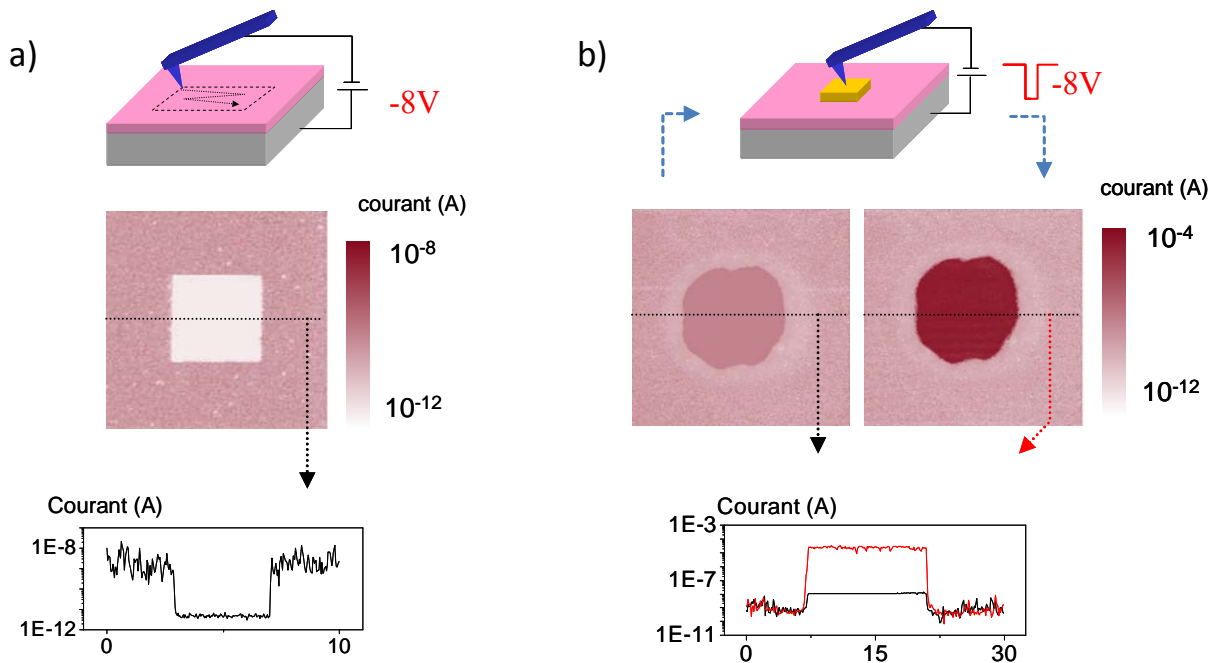 a)
-8V
courant (A)
10-8
10-12
Courant (A)
1E-8
1E-12
0
10
b)
-8V
courant (A)
10-4
10-12
Courant (A)
1E-3
1E-7
1E-11
0
15
30